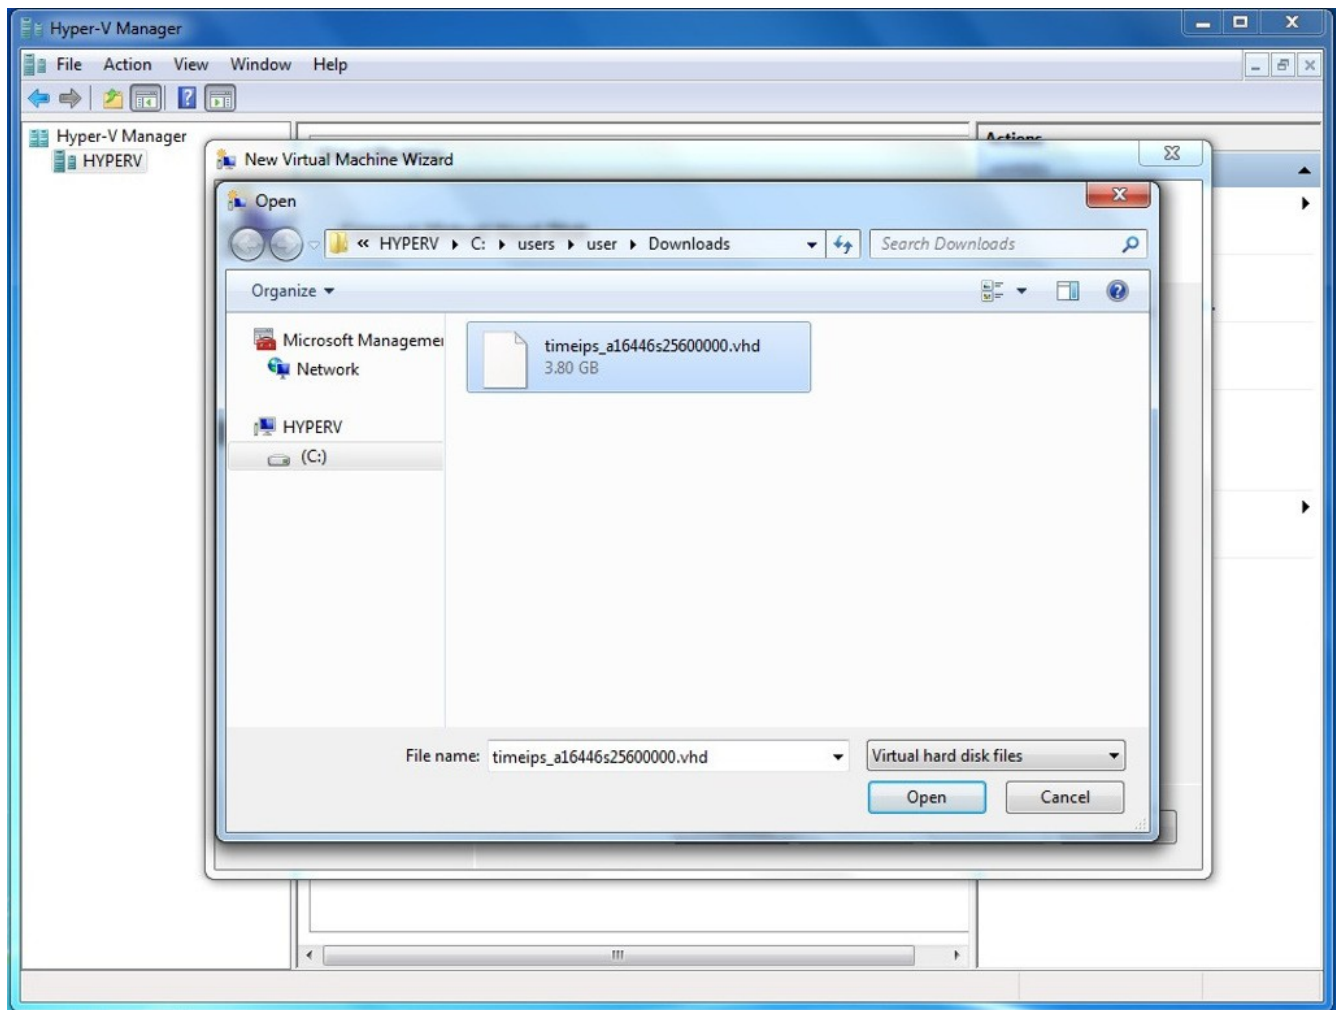 Hyper-V Manager
File Action View Window Help
Hyper-V Manager
HYPERV
Actions
New Virtual Machine Wizard
Open
« HYPERV ▸ C: ▸ users ▸ user ▸ Downloads
Search Downloads
Organize
Microsoft Managemen
Network
HYPERV
(C:)
timeips_a16446s25600000.vhd
3.80 GB
File name: timeips_a16446s25600000.vhd
Virtual hard disk files
Open Cancel